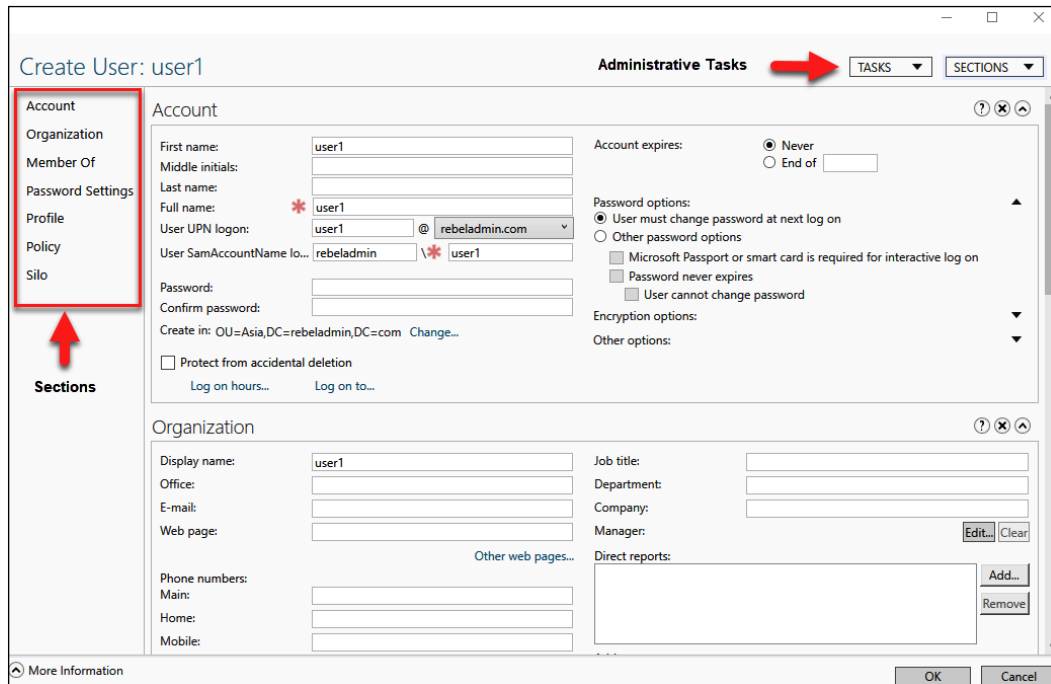 Create User: user1
Administrative Tasks
TASKS
SECTIONS
Account
Organization
Member Of
Password Settings
Profile
Policy
Silo
Sections
Account
First name:
user1
Middle initials:
Last name:
Full name:
* user1
User UPN logon:
user1 @ rebeladmin.com
User SamAccountName lo... rebeladmin \* user1
Password:
Confirm password:
Create in: OU=Asia,DC=rebeladmin,DC=com Change...
Protect from accidental deletion
Log on hours... Log on to...
Account expires:
Never
End of
Password options:
User must change password at next log on
Other password options
Microsoft Passport or smart card is required for interactive log on
Password never expires
User cannot change password
Encryption options:
Other options:
Organization
Display name:
user1
Office:
E-mail:
Web page:
Other web pages...
Phone numbers:
Main:
Home:
Mobile:
Job title:
Department:
Company:
Manager:
Edit... Clear
Direct reports:
Add...
Remove
More Information
OK
Cancel